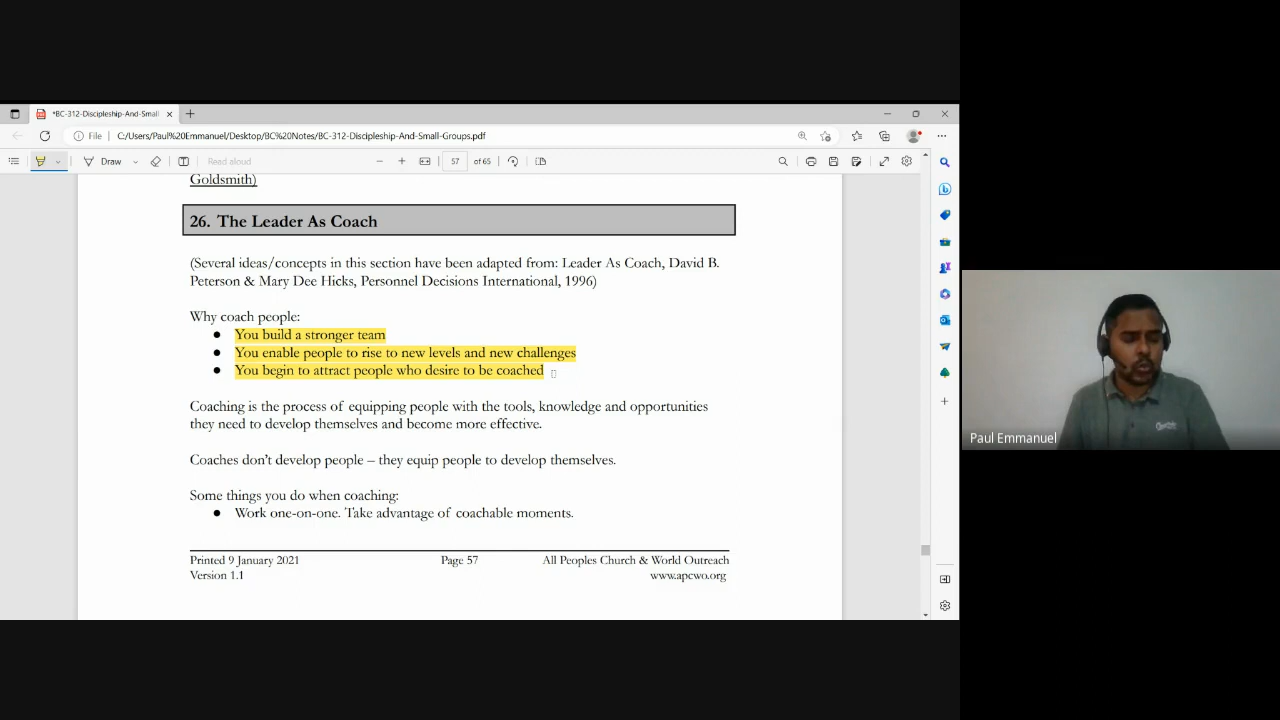 *BC-312-Discipleship-And-Small
File
C:/Users/Paul%20Emmanuel/Desktop/BC%20Notes/BC-312-Discipleship-And-Small-Groups.pdf
Draw
Read aloud
57
of 65
Goldsmith)
26. The Leader As Coach
(Several ideas/concepts in this section have been adapted from: Leader As Coach, David B.
Peterson & Mary Dee Hicks, Personnel Decisions International, 1996)
Why coach people:
● You build a stronger team
● You enable people to rise to new levels and new challenges
● You begin to attract people who desire to be coached
Coaching is the process of equipping people with the tools, knowledge and opportunities
they need to develop themselves and become more effective.
Coaches don't develop people – they equip people to develop themselves.
Some things you do when coaching:
● Work one-on-one. Take advantage of coachable moments.
Printed 9 January 2021 Page 57 All Peoples Church & World Outreach
Version 1.1 www.apcwo.org
Paul Emmanuel